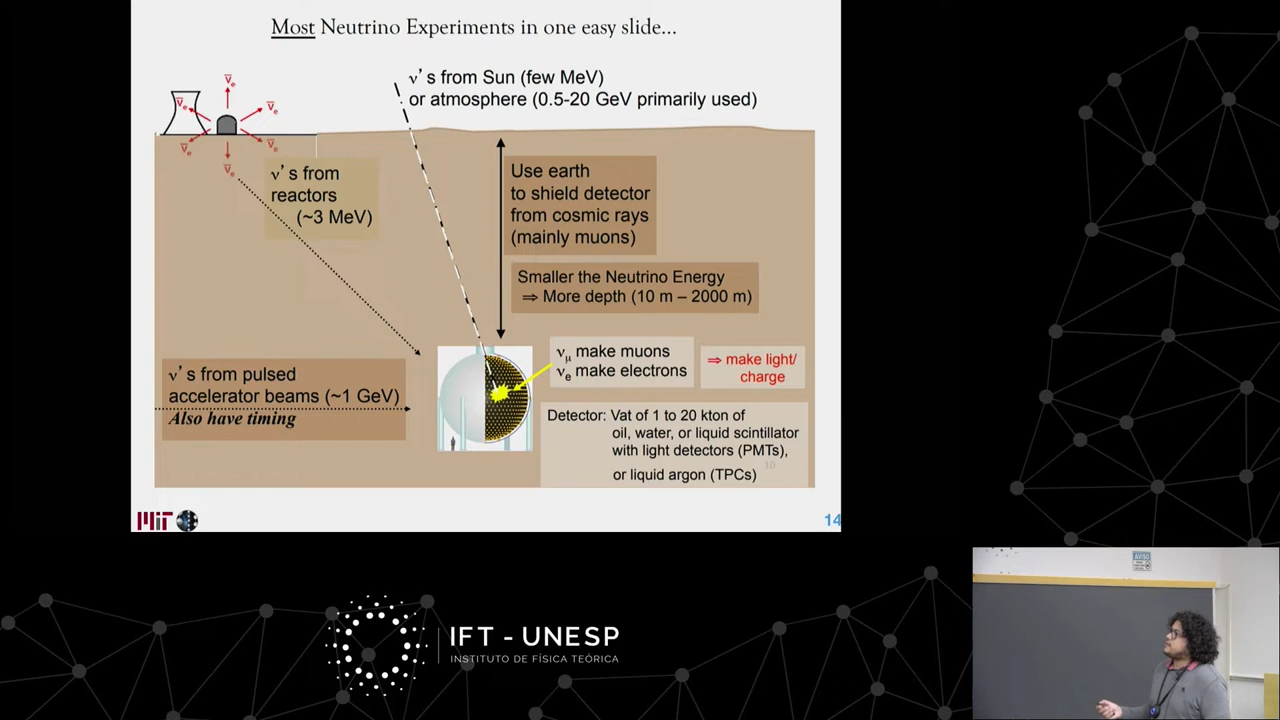 Most Neutrino Experiments in one easy slide...
ν's from Sun (few MeV)
or atmosphere (0.5-20 GeV primarily used)
ν̅e
ν̅e
ν̅e
ν̅e
ν̅e
ν̅e
ν's from
reactors
(~3 MeV)
Use earth
to shield detector
from cosmic rays
(mainly muons)
Smaller the Neutrino Energy
⇒ More depth (10 m – 2000 m)
νμ make muons
νe make electrons
⇒ make light/
charge
ν's from pulsed
accelerator beams (~1 GeV)
Also have timing
Detector: Vat of 1 to 20 kton of
oil, water, or liquid scintillator
with light detectors (PMTs),
10
or liquid argon (TPCs)
MIT
14
IFT - UNESP
INSTITUTO DE FÍSICA TEÓRICA
AVISO